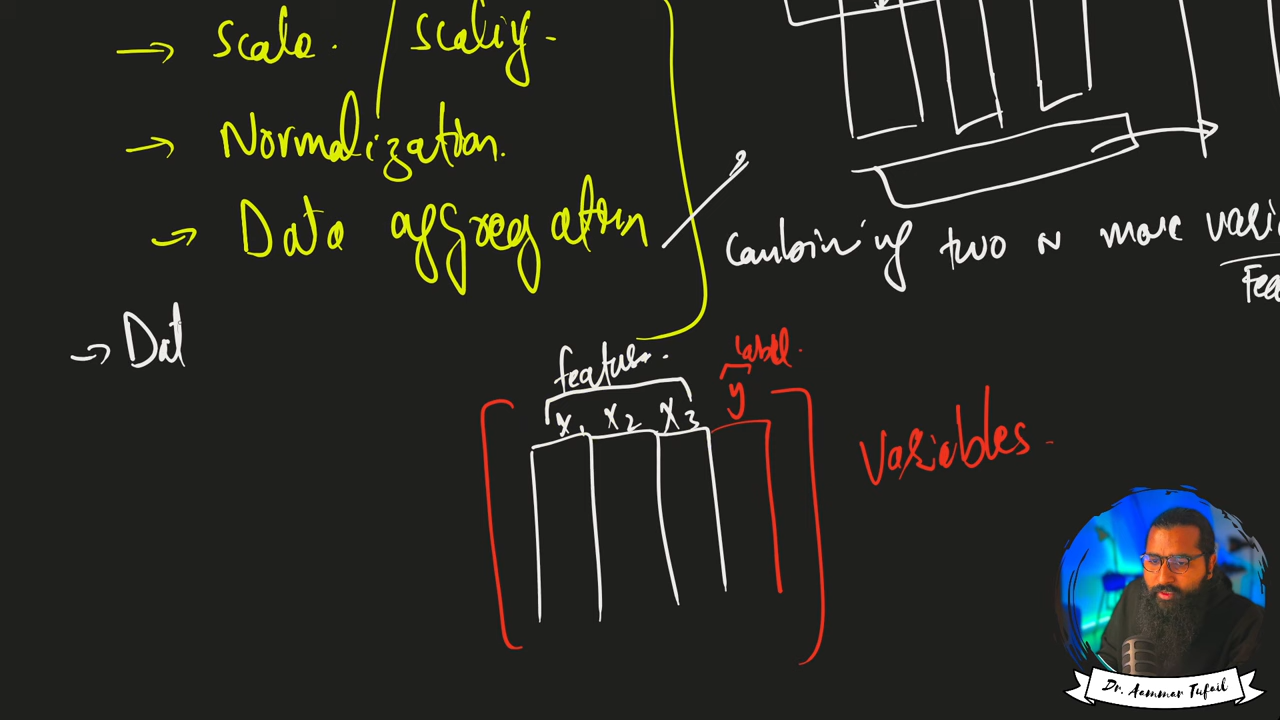 → Scale. / Scaliy.
→ Normalization.
→ Data aggregation
Combining two or more vari
Fea
→ Dat
features.
label.
x1 x2 x3 y
Variables.
Dr. Aammar Tufail